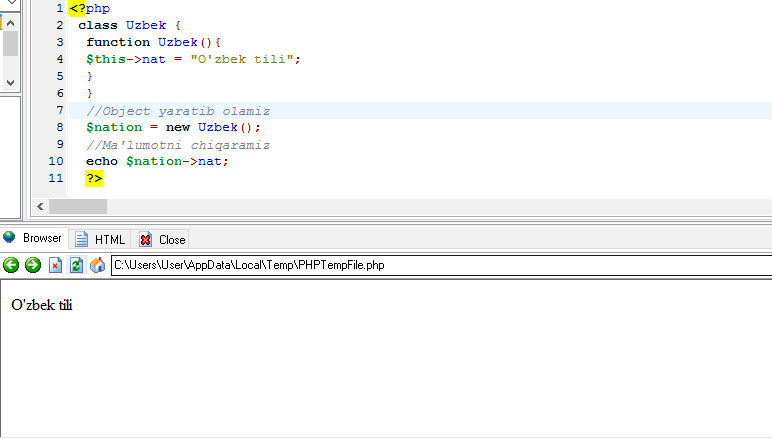 1 <?php
2 class Uzbek {
3 function Uzbek(){
4 $this->nat = "O'zbek tili";
5 }
6 }
7 //Object yaratib olamiz
8 $nation = new Uzbek();
9 //Ma'lumotni chiqaramiz
10 echo $nation->nat;
11 ?>
Browser HTML Close
C:\Users\User\AppData\Local\Temp\PHPTempFile.php
O'zbek tili